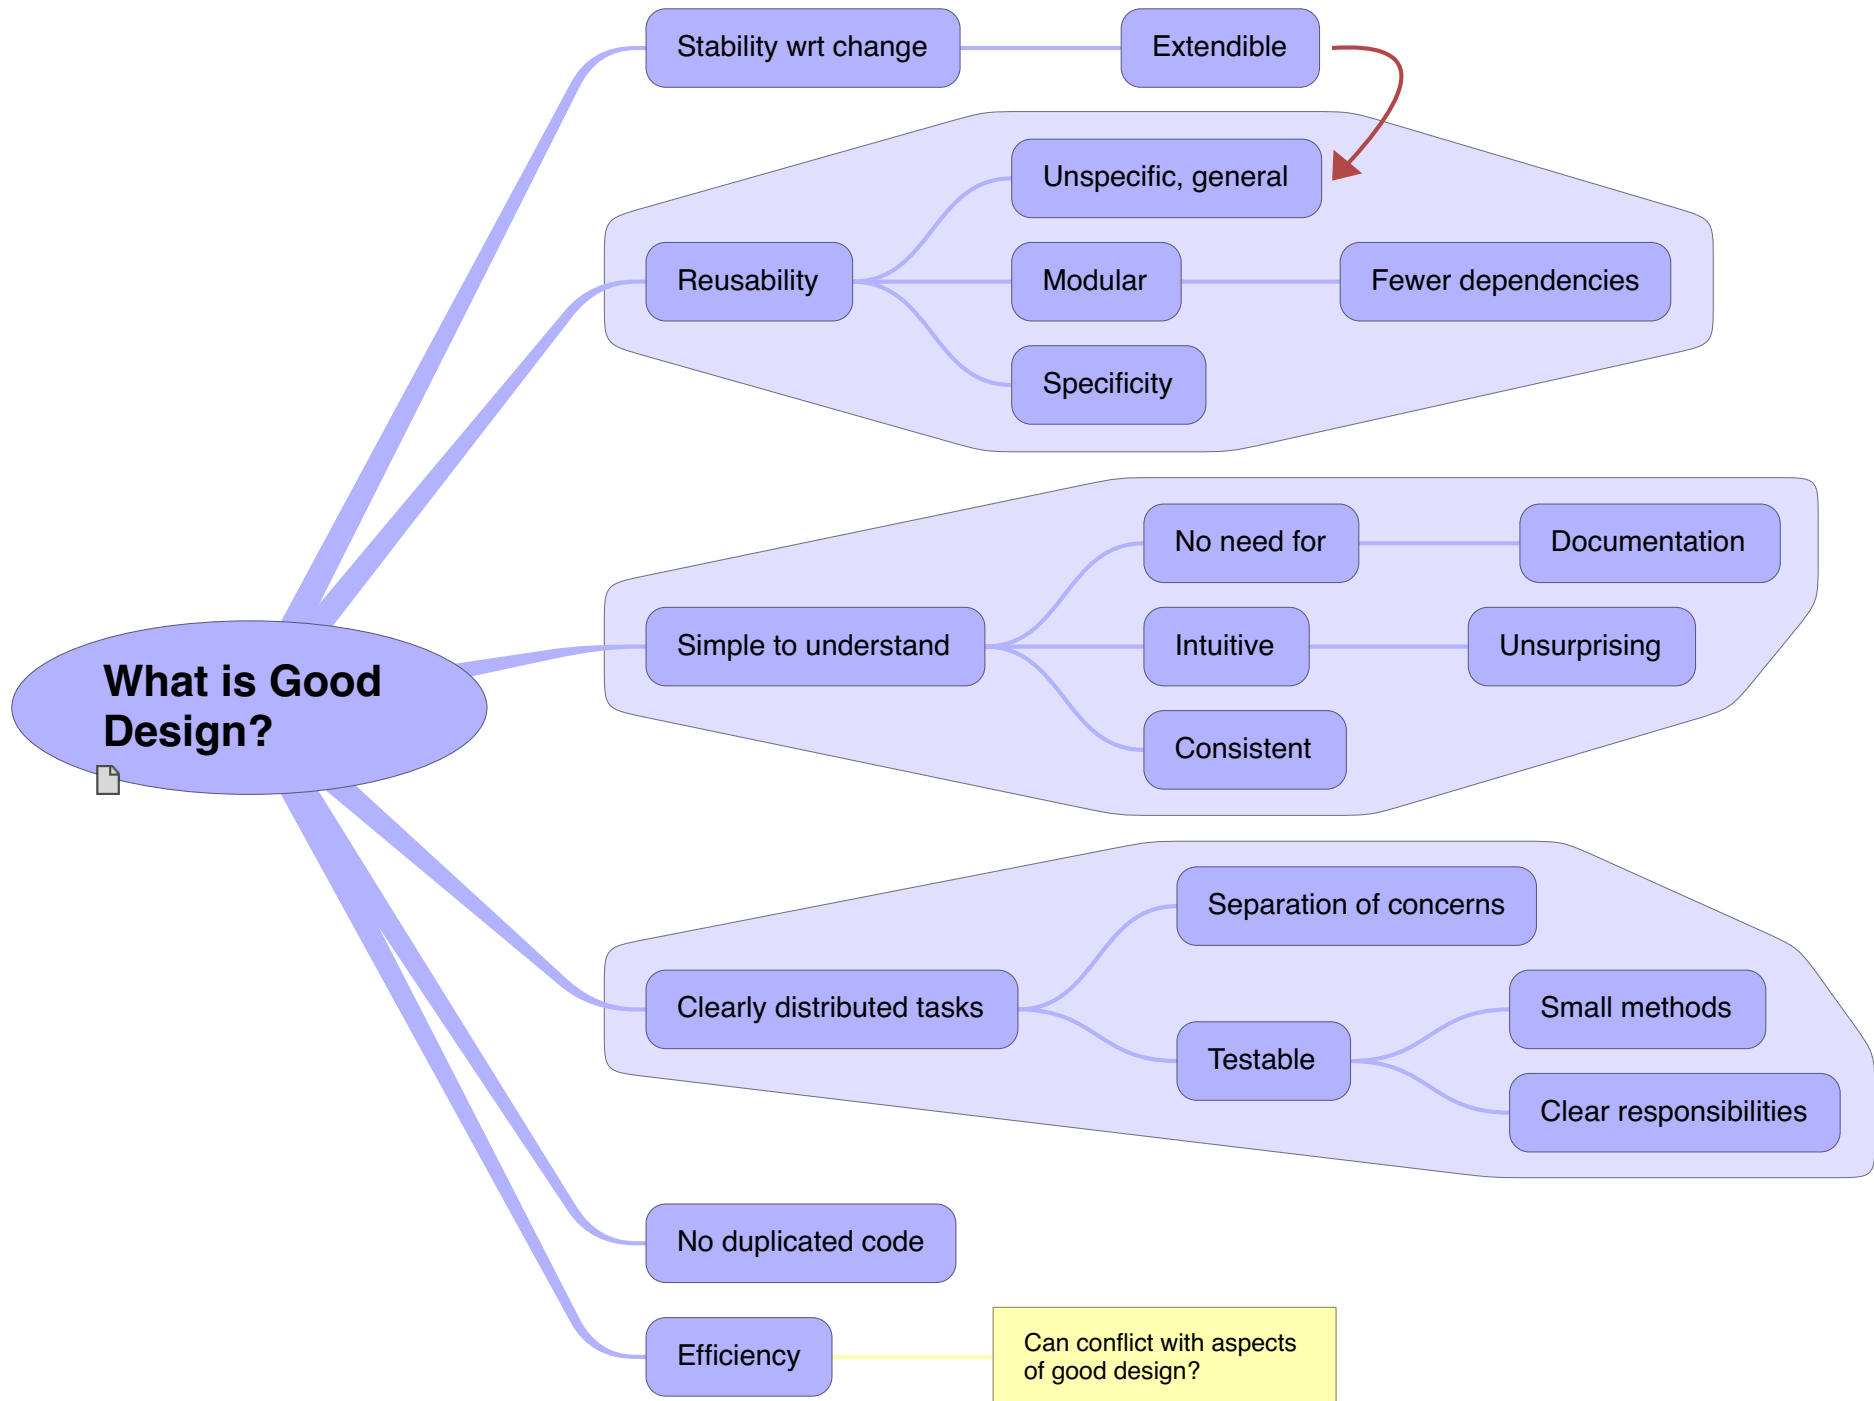 Stability wrt change
Extendible
Unspecific, general
Reusability
Modular
Fewer dependencies
Specificity
No need for
Documentation
Simple to understand
Intuitive
Unsurprising
What is Good
Design?
Consistent
Separation of concerns
Clearly distributed tasks
Small methods
Testable
Clear responsibilities
No duplicated code
Efficiency
Can conflict with aspects
of good design?